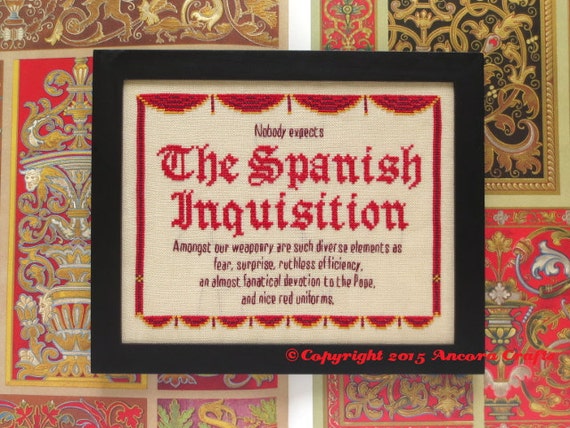 Nobody expects
The Spanish
Inquisition
Amongst our weaponry are such diverse elements as
fear, surprise, ruthless efficiency,
an almost fanatical devotion to the Pope,
and nice red uniforms.
©Copyright 2015 Ancora Crafts